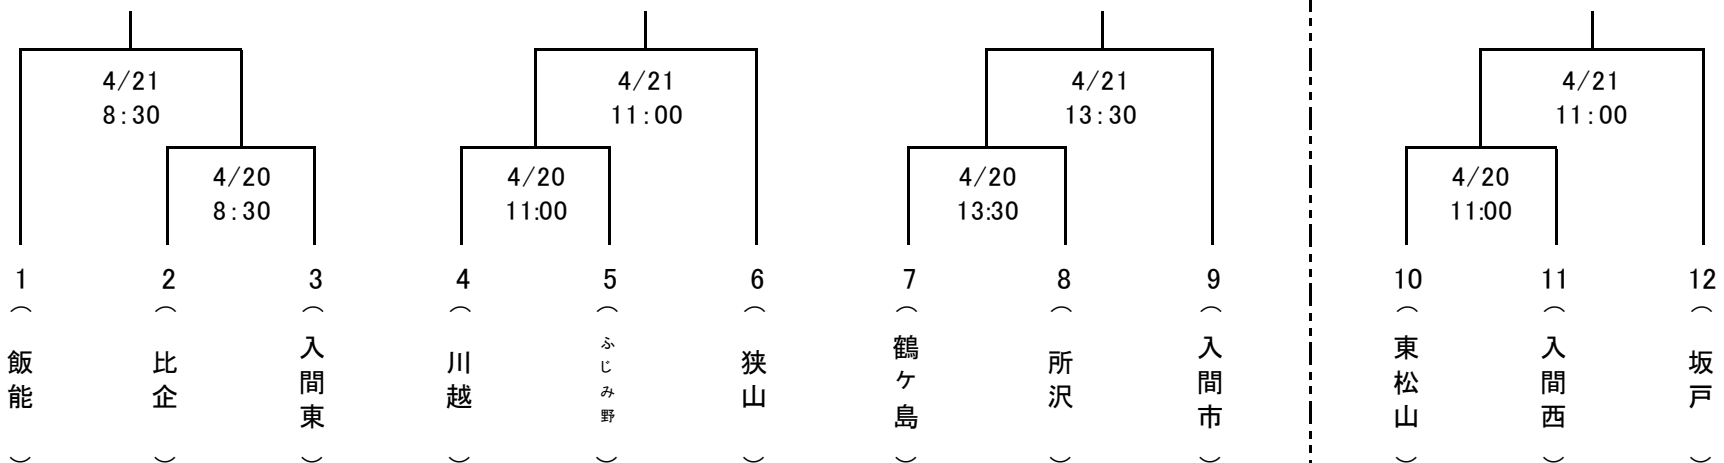 4/21 4/21 4/21 4/21
8:30 11:00 13:30 11:00
4/20 4/20 4/20 4/20
8:30 11:00 13:30 11:00
1 2 3 4 5 6 7 8 9 10 11 12
（飯能）
（比企）
（入間東）
（川越）
（ふじみ野）
（狭山）
（鶴ケ島）
（所沢）
（入間市）
（東松山）
（入間西）
（坂戸）